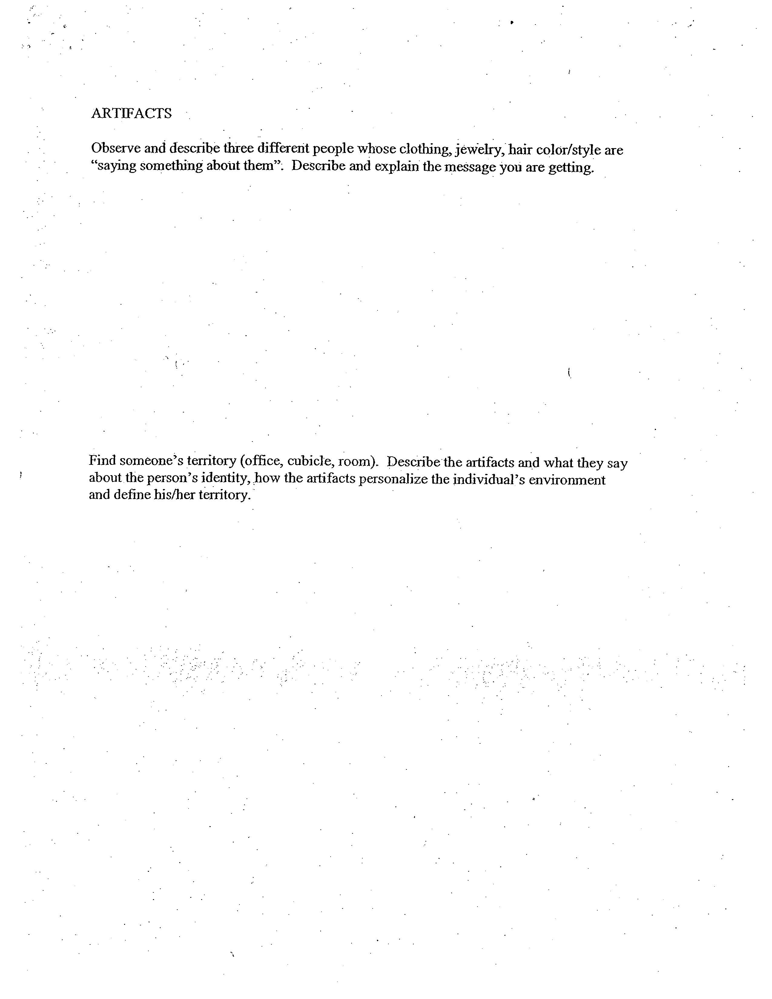 ARTIFACTS
Observe and describe three different people whose clothing, jewelry, hair color/style are
“saying something about them”. Describe and explain the message you are getting.
Find someone’s territory (office, cubicle, room). Describe the artifacts and what they say
about the person’s identity, how the artifacts personalize the individual’s environment
and define his/her territory.